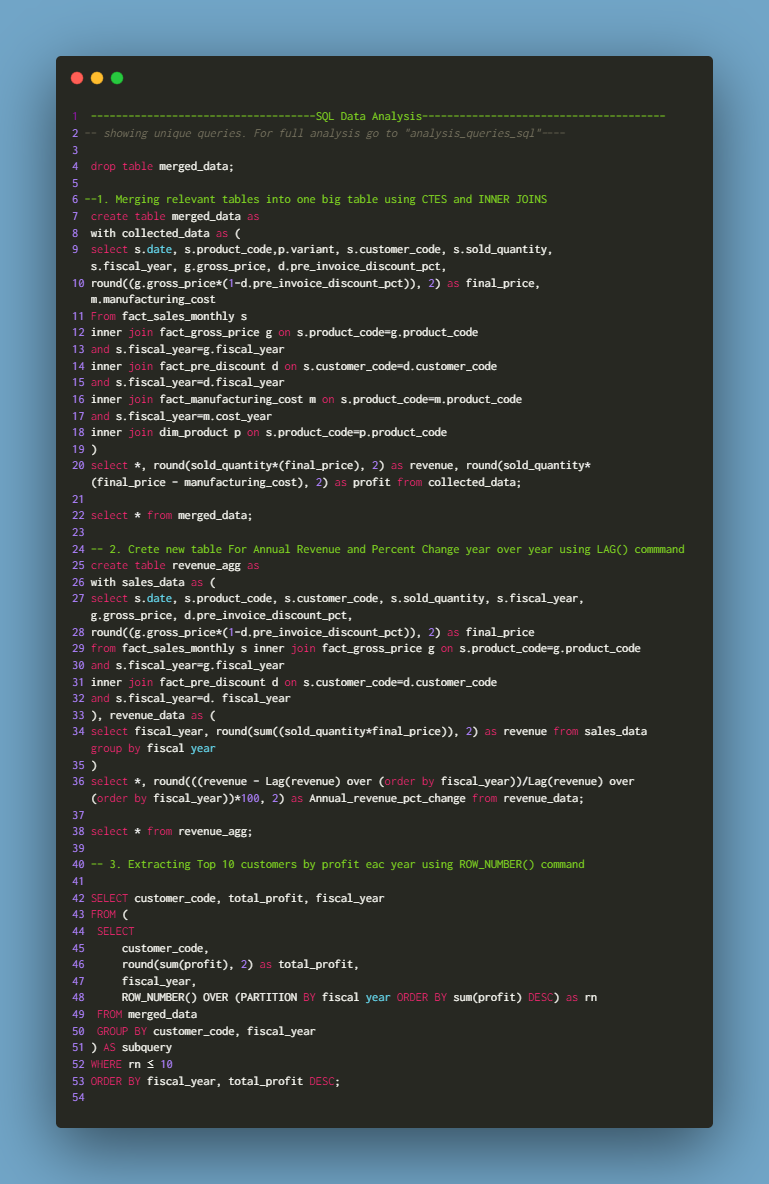 1 ------------------------------------SQL Data Analysis---------------------------------------
2 -- showing unique queries. For full analysis go to "analysis_queries_sql"----
3
4 drop table merged_data;
5
6 --1. Merging relevant tables into one big table using CTES and INNER JOINS
7 create table merged_data as
8 with collected_data as (
9 select s.date, s.product_code,p.variant, s.customer_code, s.sold_quantity,
s.fiscal_year, g.gross_price, d.pre_invoice_discount_pct,
10 round((g.gross_price*(1-d.pre_invoice_discount_pct)), 2) as final_price,
m.manufacturing_cost
11 From fact_sales_monthly s
12 inner join fact_gross_price g on s.product_code=g.product_code
13 and s.fiscal_year=g.fiscal_year
14 inner join fact_pre_discount d on s.customer_code=d.customer_code
15 and s.fiscal_year=d.fiscal_year
16 inner join fact_manufacturing_cost m on s.product_code=m.product_code
17 and s.fiscal_year=m.cost_year
18 inner join dim_product p on s.product_code=p.product_code
19 )
20 select *, round(sold_quantity*(final_price), 2) as revenue, round(sold_quantity*
(final_price - manufacturing_cost), 2) as profit from collected_data;
21
22 select * from merged_data;
23
24 -- 2. Crete new table For Annual Revenue and Percent Change year over year using LAG() commmand
25 create table revenue_agg as
26 with sales_data as (
27 select s.date, s.product_code, s.customer_code, s.sold_quantity, s.fiscal_year,
g.gross_price, d.pre_invoice_discount_pct,
28 round((g.gross_price*(1-d.pre_invoice_discount_pct)), 2) as final_price
29 from fact_sales_monthly s inner join fact_gross_price g on s.product_code=g.product_code
30 and s.fiscal_year=g.fiscal_year
31 inner join fact_pre_discount d on s.customer_code=d.customer_code
32 and s.fiscal_year=d. fiscal_year
33 ), revenue_data as (
34 select fiscal_year, round(sum((sold_quantity*final_price)), 2) as revenue from sales_data
group by fiscal year
35 )
36 select *, round(((revenue - Lag(revenue) over (order by fiscal_year))/Lag(revenue) over
(order by fiscal_year))*100, 2) as Annual_revenue_pct_change from revenue_data;
37
38 select * from revenue_agg;
39
40 -- 3. Extracting Top 10 customers by profit eac year using ROW_NUMBER() command
41
42 SELECT customer_code, total_profit, fiscal_year
43 FROM (
44 SELECT
45 customer_code,
46 round(sum(profit), 2) as total_profit,
47 fiscal_year,
48 ROW_NUMBER() OVER (PARTITION BY fiscal year ORDER BY sum(profit) DESC) as rn
49 FROM merged_data
50 GROUP BY customer_code, fiscal_year
51 ) AS subquery
52 WHERE rn ≤ 10
53 ORDER BY fiscal_year, total_profit DESC;
54